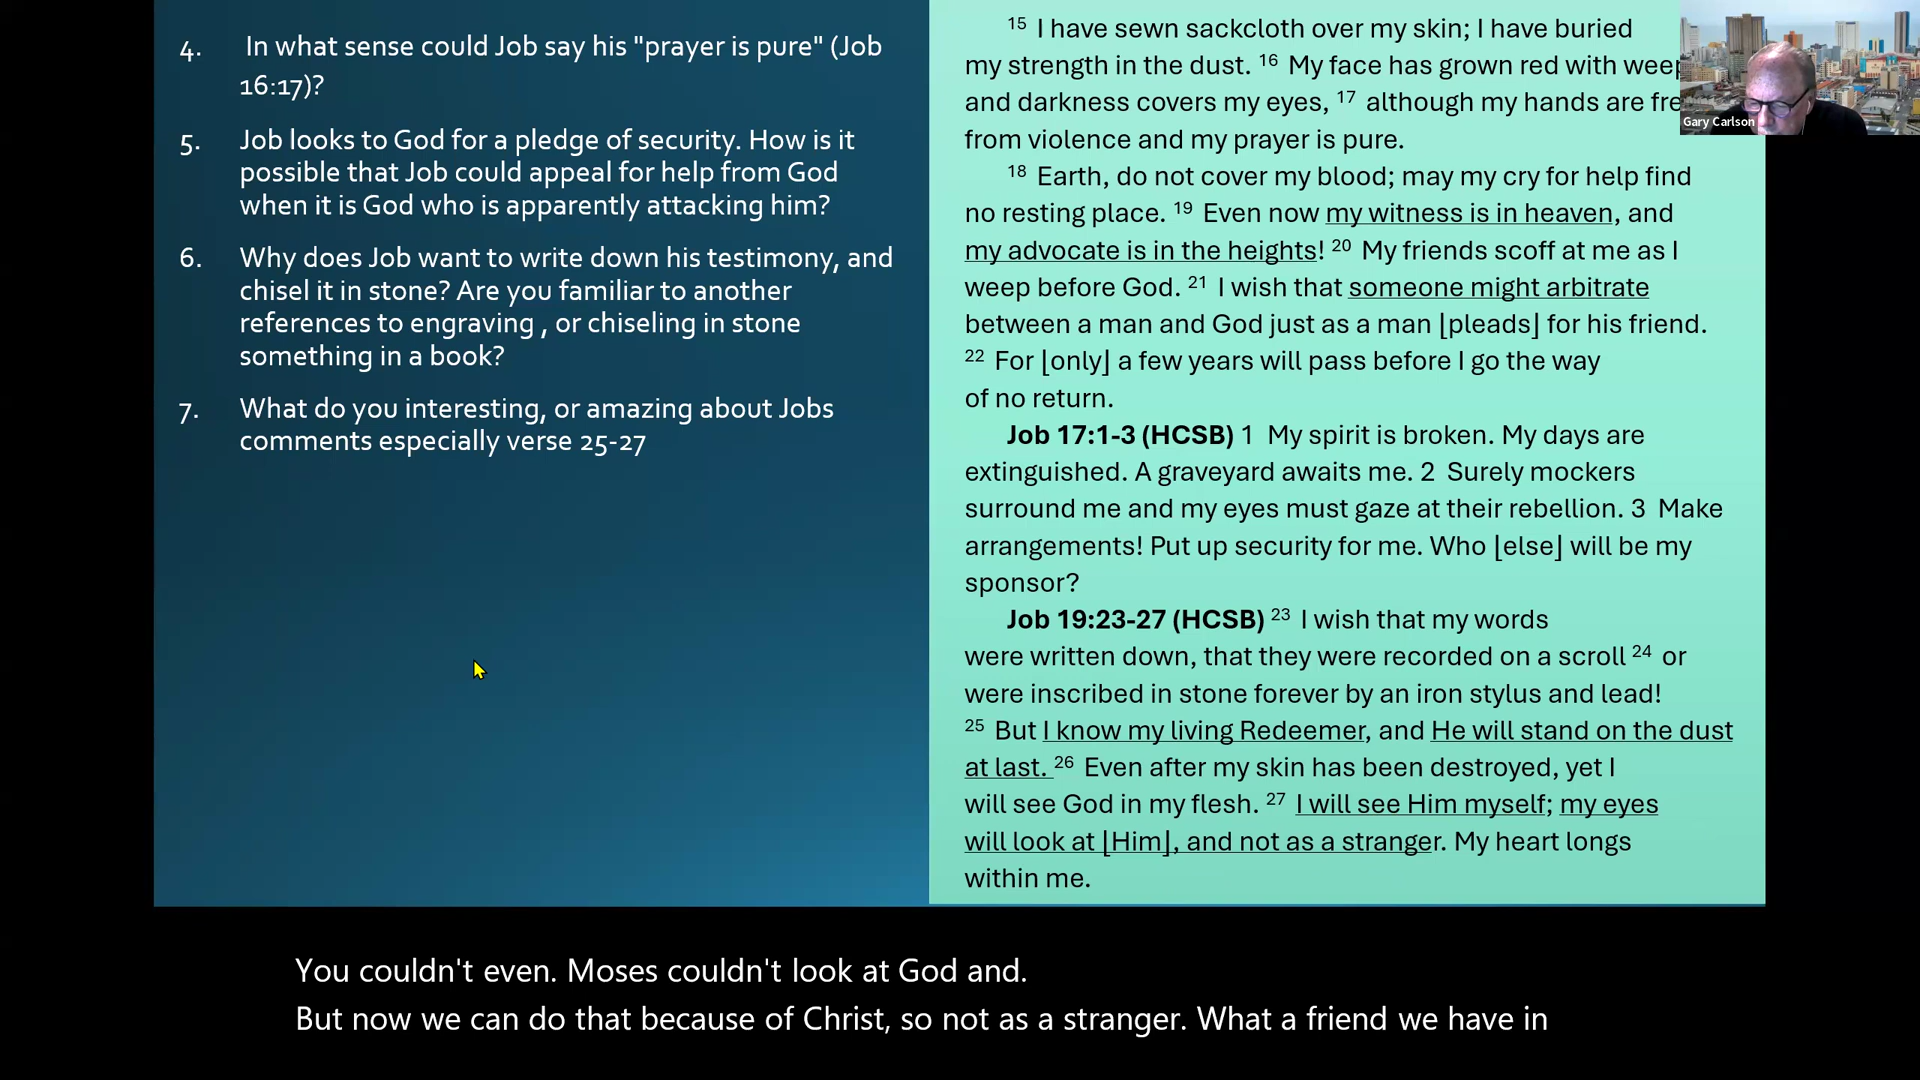 4. In what sense could Job say his "prayer is pure" (Job
16:17)?
5. Job looks to God for a pledge of security. How is it
possible that Job could appeal for help from God
when it is God who is apparently attacking him?
6. Why does Job want to write down his testimony, and
chisel it in stone? Are you familiar to another
references to engraving , or chiseling in stone
something in a book?
7. What do you interesting, or amazing about Jobs
comments especially verse 25-27
15 I have sewn sackcloth over my skin; I have buried
my strength in the dust. 16 My face has grown red with
and darkness covers my eyes, 17 although my hands are
from violence and my prayer is pure.
18 Earth, do not cover my blood; may my cry for help find
no resting place. 19 Even now my witness is in heaven, and
my advocate is in the heights! 20 My friends scoff at me as I
weep before God. 21 I wish that someone might arbitrate
between a man and God just as a man ⌊pleads⌋ for his friend.
22 For ⌊only⌋ a few years will pass before I go the way
of no return.
Job 17:1-3 (HCSB) 1 My spirit is broken. My days are
extinguished. A graveyard awaits me. 2 Surely mockers
surround me and my eyes must gaze at their rebellion. 3 Make
arrangements! Put up security for me. Who ⌊else⌋ will be my
sponsor?
Job 19:23-27 (HCSB) 23 I wish that my words
were written down, that they were recorded on a scroll 24 or
were inscribed in stone forever by an iron stylus and lead!
25 But I know my living Redeemer, and He will stand on the dust
at last. 26 Even after my skin has been destroyed, yet I
will see God in my flesh. 27 I will see Him myself; my eyes
will look at ⌊Him⌋, and not as a stranger. My heart longs
within me.
Gary Carlson
You couldn't even. Moses couldn't look at God and.
But now we can do that because of Christ, so not as a stranger. What a friend we have in